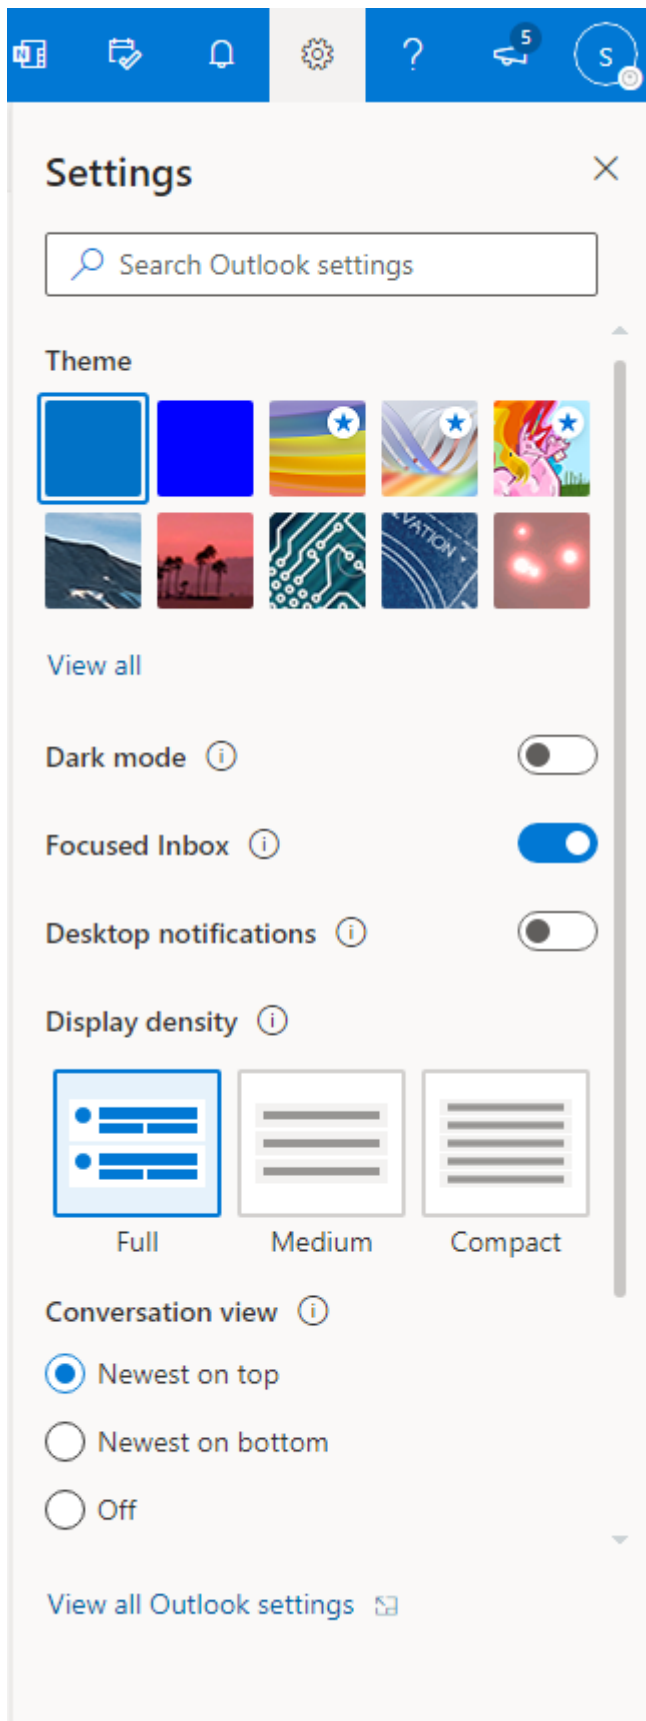 N
?
5
S
Settings
Search Outlook settings
Theme
VATION
View all
Dark mode
Focused Inbox
Desktop notifications
Display density
Full Medium Compact
Conversation view
Newest on top
Newest on bottom
Off
View all Outlook settings